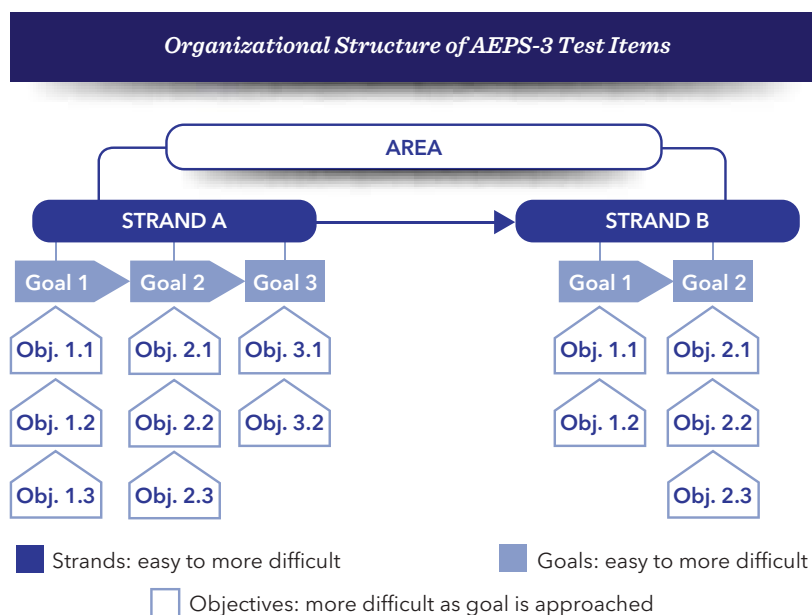 Organizational Structure of AEPS-3 Test Items
AREA
STRAND A
STRAND B
Goal 1
Goal 2
Goal 3
Goal 1
Goal 2
Obj. 1.1
Obj. 2.1
Obj. 3.1
Obj. 1.1
Obj. 2.1
Obj. 1.2
Obj. 2.2
Obj. 3.2
Obj. 1.2
Obj. 2.2
Obj. 1.3
Obj. 2.3
Obj. 2.3
Strands: easy to more difficult
Goals: easy to more difficult
Objectives: more difficult as goal is approached